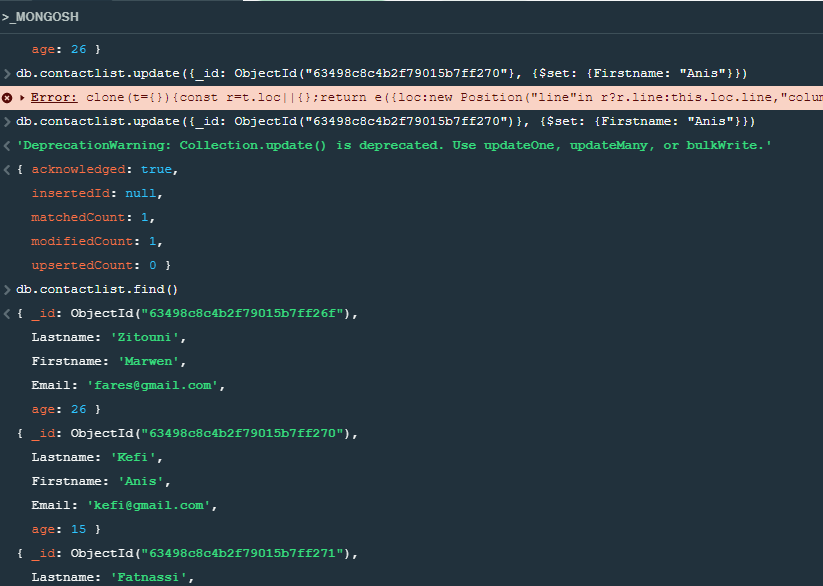 >_MONGOSH
age: 26 }
> db.contactlist.update({_id: ObjectId("63498c8c4b2f79015b7ff270"}, {$set: {Firstname: "Anis"}})
Error: clone(t={}){const r=t.loc||{};return e({loc:new Position("line"in r?r.line:this.loc.line,"colum
> db.contactlist.update({_id: ObjectId("63498c8c4b2f79015b7ff270")}, {$set: {Firstname: "Anis"}})
< 'DeprecationWarning: Collection.update() is deprecated. Use updateOne, updateMany, or bulkWrite.'
< { acknowledged: true,
insertedId: null,
matchedCount: 1,
modifiedCount: 1,
upsertedCount: 0 }
> db.contactlist.find()
< { _id: ObjectId("63498c8c4b2f79015b7ff26f"),
Lastname: 'Zitouni',
Firstname: 'Marwen',
Email: 'fares@gmail.com',
age: 26 }
{ _id: ObjectId("63498c8c4b2f79015b7ff270"),
Lastname: 'Kefi',
Firstname: 'Anis',
Email: 'kefi@gmail.com',
age: 15 }
{ _id: ObjectId("63498c8c4b2f79015b7ff271"),
Lastname: 'Fatnassi',